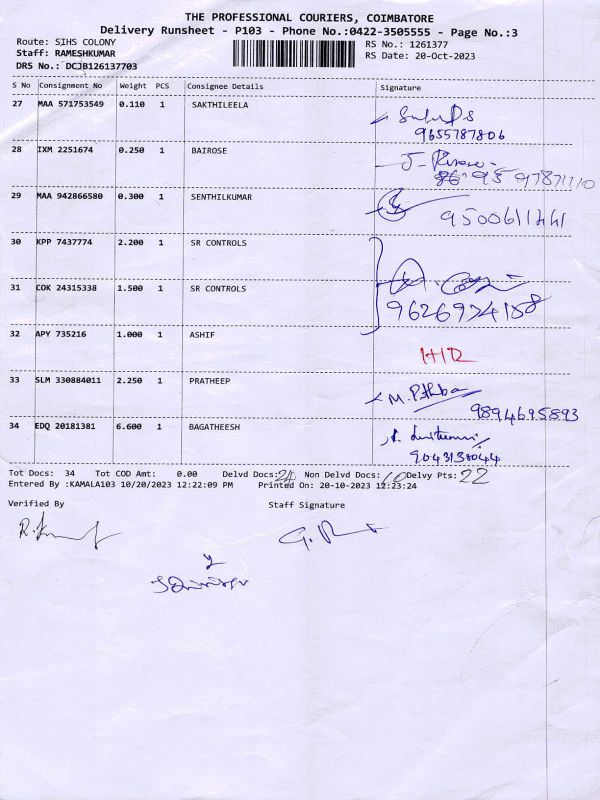 THE PROFESSIONAL COURIERS, COIMBATORE
Delivery Runsheet - P103 - Phone No.:0422-3505555 - Page No.:3
Route: SIHS COLONY
RS No.: 1261377
Staff: RAMESHKUMAR
RS Date: 20-Oct-2023
DRS No.: DCJB126137703
S No Consignment No Weight PCS Consignee Details Signature
27 MAA 571753549 0.110 1 SAKTHILEELA
9655787806
28 IXM 2251674 0.250 1 BAIROSE
29 MAA 942866580 0.300 1 SENTHILKUMAR
30 KPP 7437774 2.200 1 SR CONTROLS
31 COK 24315338 1.500 1 SR CONTROLS
32 APY 735216 1.000 1 ASHIF
33 SLM 330884011 2.250 1 PRATHEEP
9894695893
34 EDQ 20181381 6.600 1 BAGATHEESH
9043138044
Tot Docs: 34 Tot COD Amt: 0.00 Delvd Docs: 24 Non Delvd Docs: 10 Delvy Pts: 22
Entered By :KAMALA103 10/20/2023 12:22:09 PM Printed On: 20-10-2023 12:23:24
Verified By Staff Signature